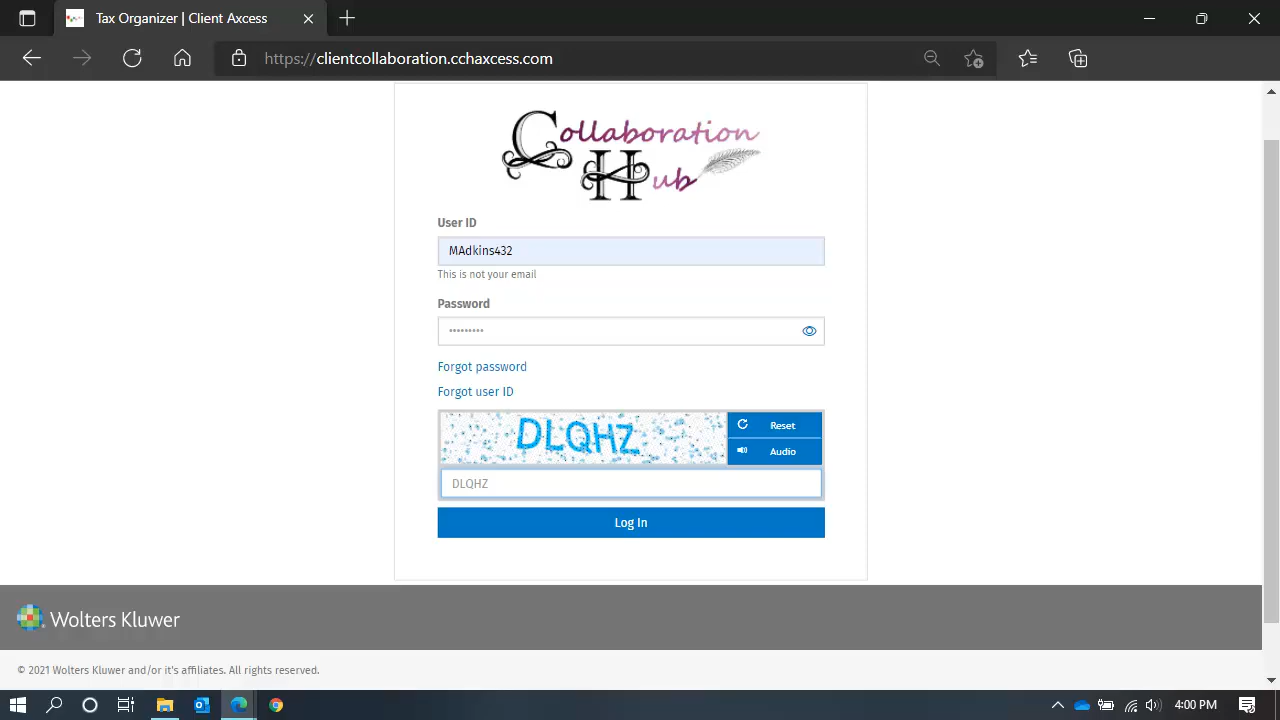 Tax Organizer | Client Axcess
https://clientcollaboration.cchaxcess.com
Collaboration
Hub
User ID
MAdkins432
This is not your email
Password
•••••••••
Forgot password
Forgot user ID
DLQHZ
Reset
Audio
DLQHZ
Log In
Wolters Kluwer
© 2021 Wolters Kluwer and/or it's affiliates. All rights reserved.
4:00 PM